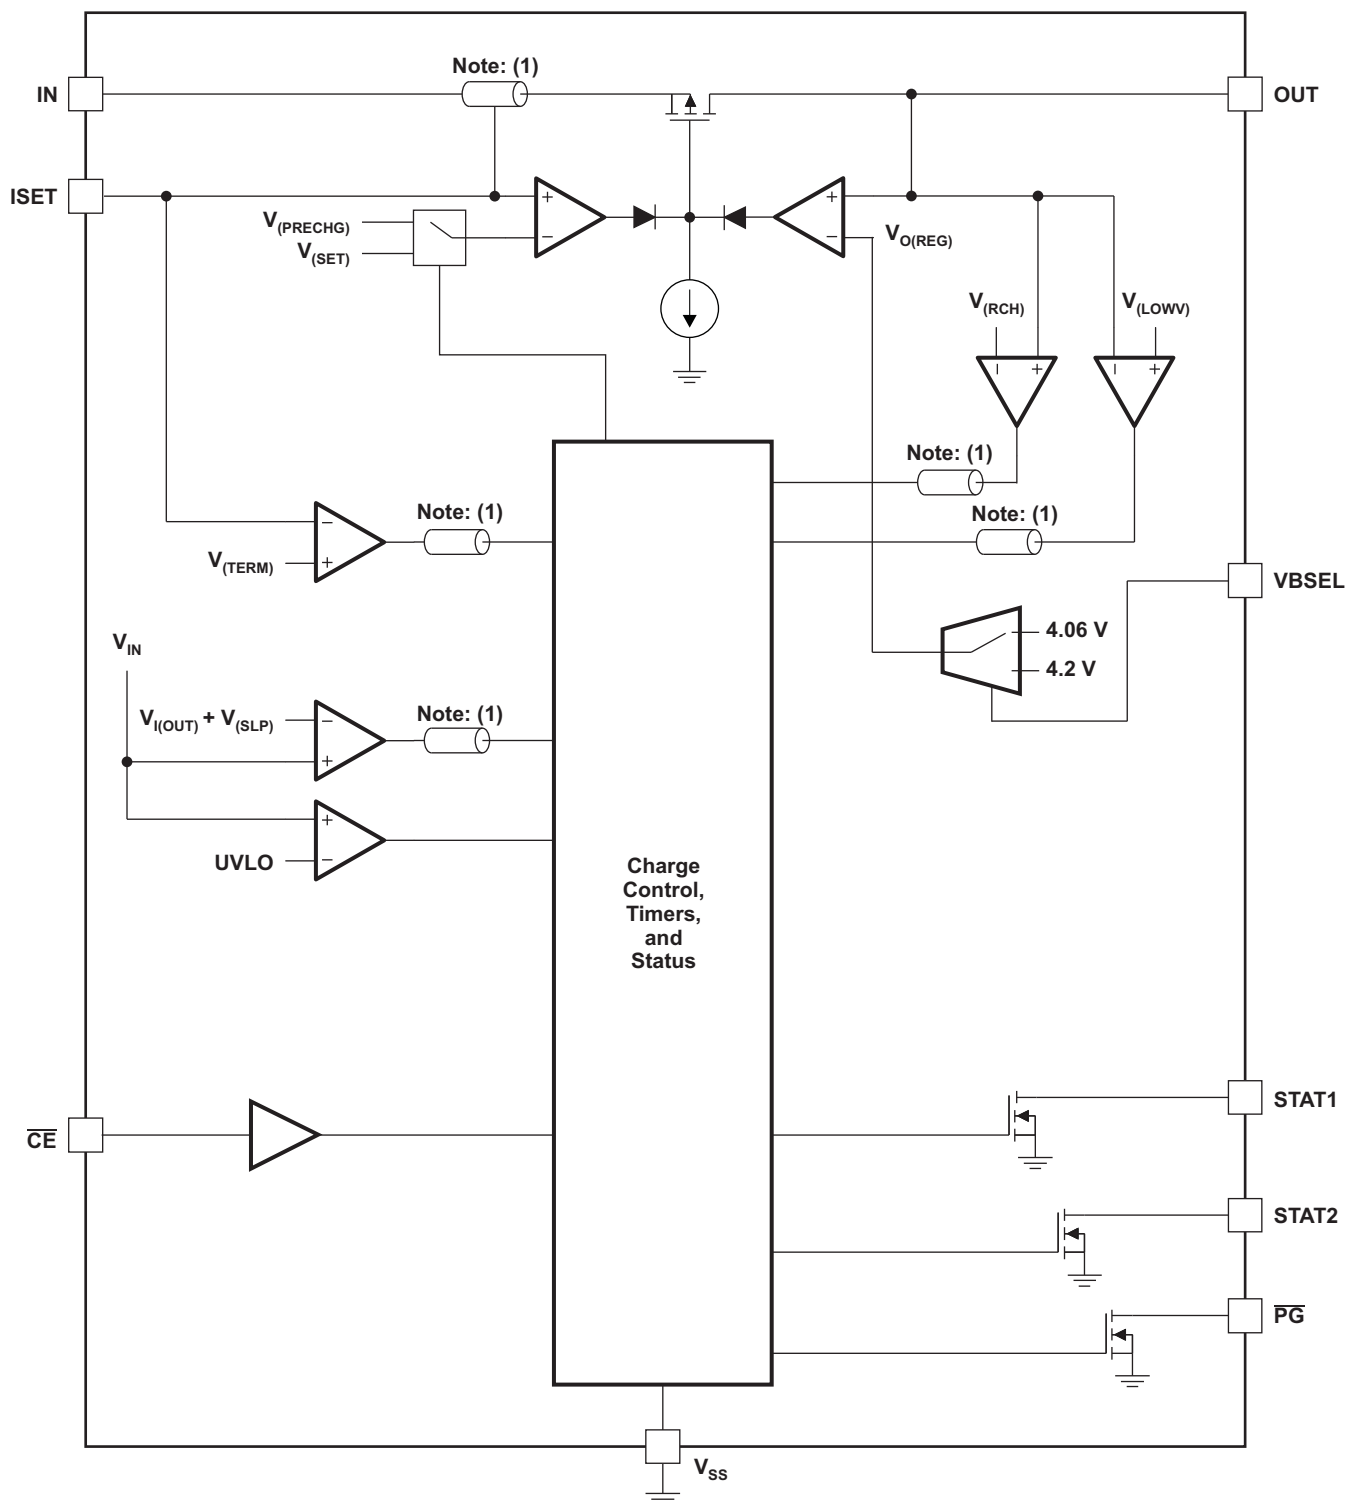 Note: (1)
IN
OUT
ISET
V(PRECHG)
V(SET)
+
−
+
−
VO(REG)
V(RCH)
V(LOWV)
−
+
−
+
Note: (1)
Note: (1)
Note: (1)
−
+
V(TERM)
VBSEL
4.06 V
4.2 V
VIN
Note: (1)
VI(OUT) + V(SLP)
−
+
+
−
UVLO
Charge
Control,
Timers,
and
Status
STAT1
C̅E̅
STAT2
P̅G̅
VSS